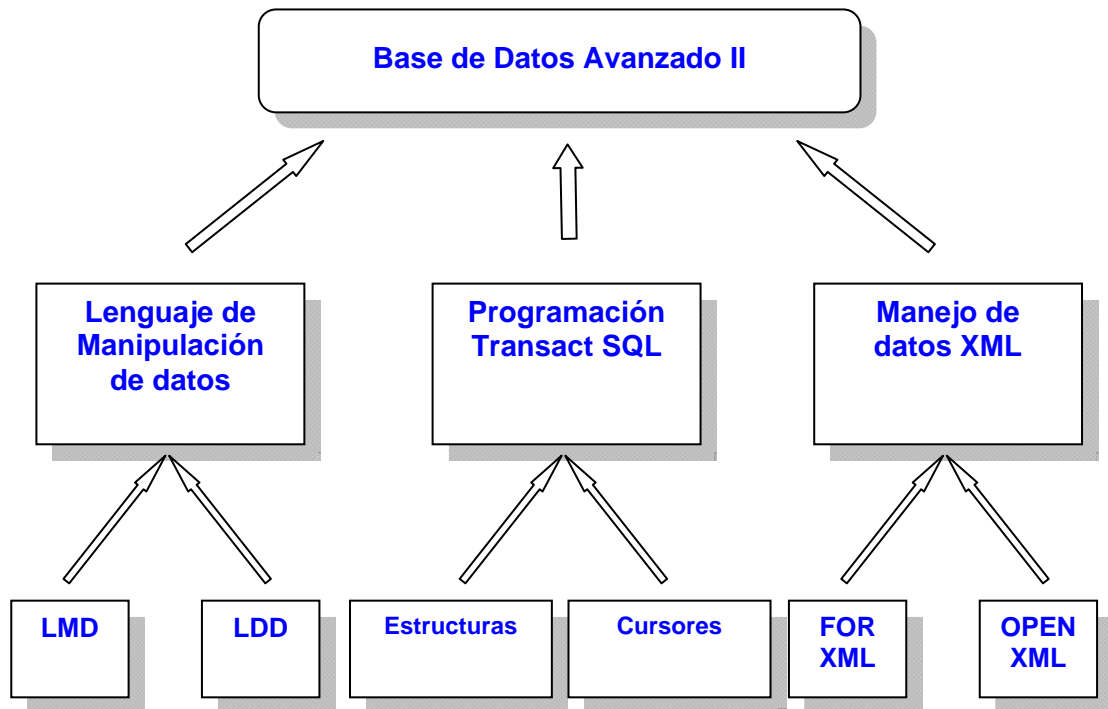 Base de Datos Avanzado II
Lenguaje de
Manipulación
de datos
Programación
Transact SQL
Manejo de
datos XML
LMD
LDD
Estructuras
Cursores
FOR
XML
OPEN
XML